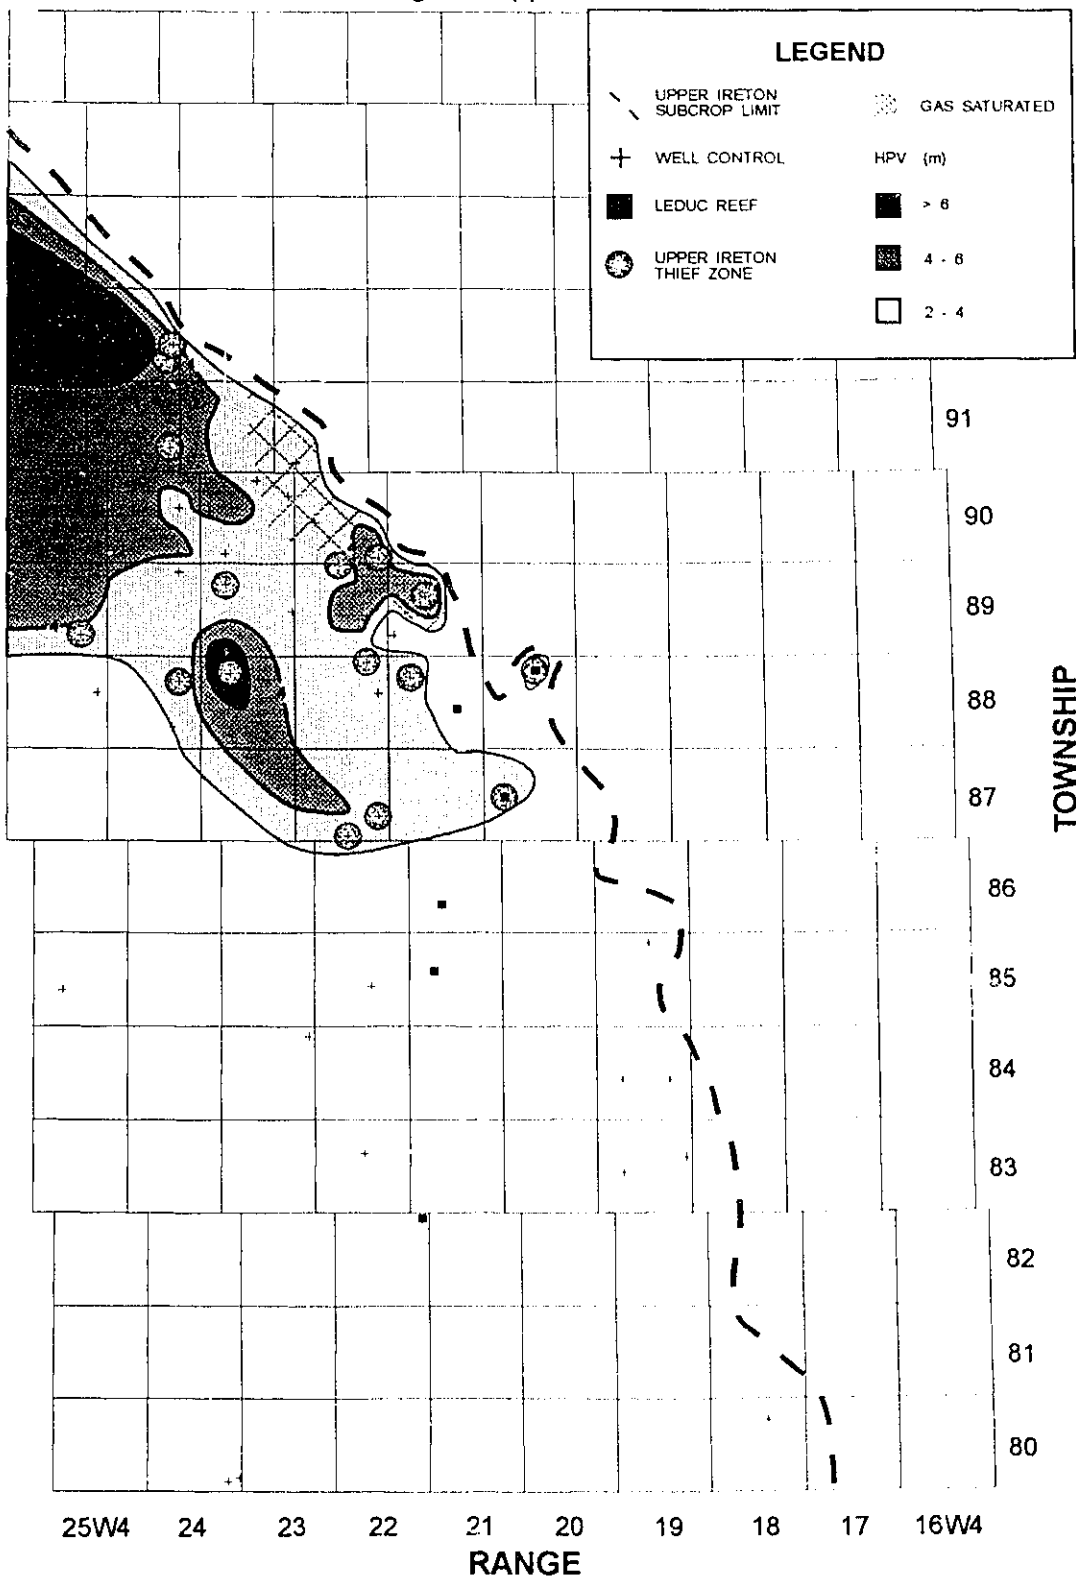 LEGEND
UPPER IRETON
SUBCROP LIMIT
GAS SATURATED
WELL CONTROL
HPV (m)
LEDUC REEF
> 6
UPPER IRETON
THIEF ZONE
4 - 6
2 - 4
91
90
89
88
87
86
85
84
83
82
81
80
TOWNSHIP
25W4 24 23 22 21 20 19 18 17 16W4
RANGE